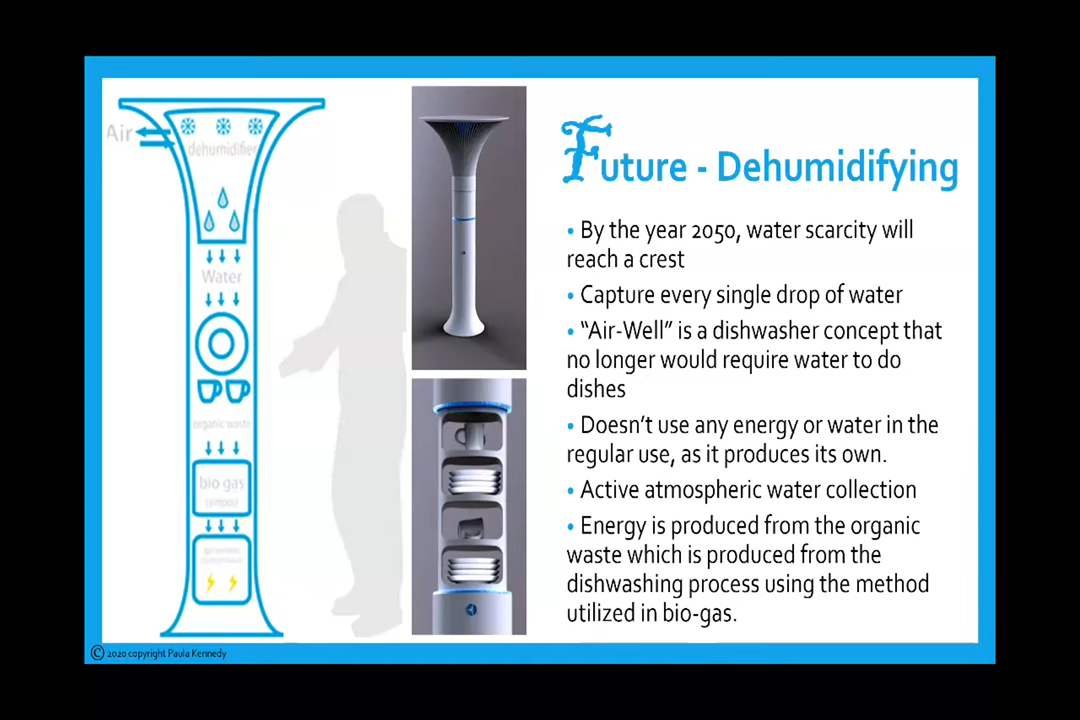 Future - Dehumidifying
• By the year 2050, water scarcity will
reach a crest
• Capture every single drop of water
• “Air-Well” is a dishwasher concept that
no longer would require water to do
dishes
• Doesn’t use any energy or water in the
regular use, as it produces its own.
• Active atmospheric water collection
• Energy is produced from the organic
waste which is produced from the
dishwashing process using the method
utilized in bio-gas.
Air
dehumidifier
Water
organic waste
bio gas
compost
© 2020 copyright Paula Kennedy